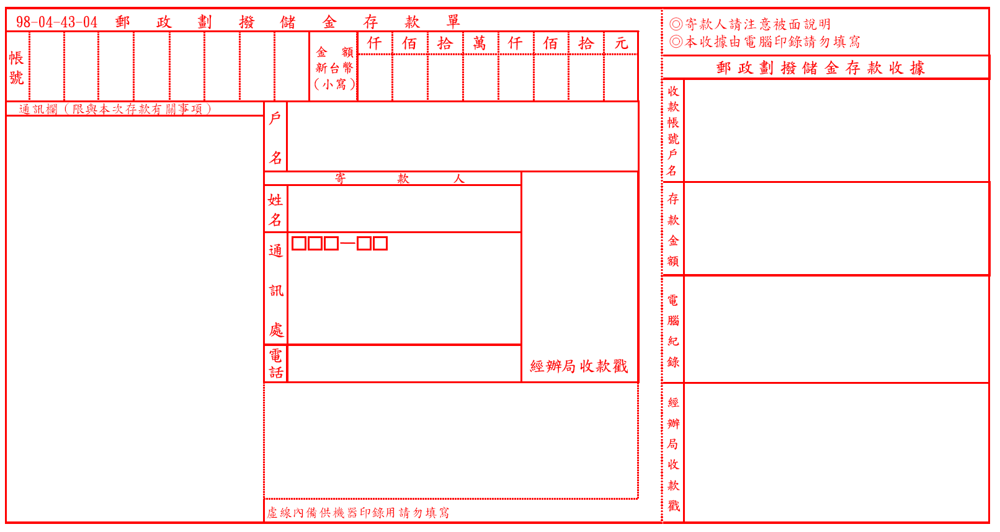 98-04-43-04 郵政劃撥儲金存款單
帳號
金額
新台幣
(小寫)
仟佰拾萬仟佰拾元
通訊欄(限與本次存款有關事項)
戶名
寄款人
姓名
通訊處
□□□—□□
電話
經辦局收款戳
虛線內備供機器印錄用請勿填寫
◎寄款人請注意被面說明
◎本收據由電腦印錄請勿填寫
郵政劃撥儲金存款收據
收款帳號戶名
存款金額
電腦紀錄
經辦局收款戳